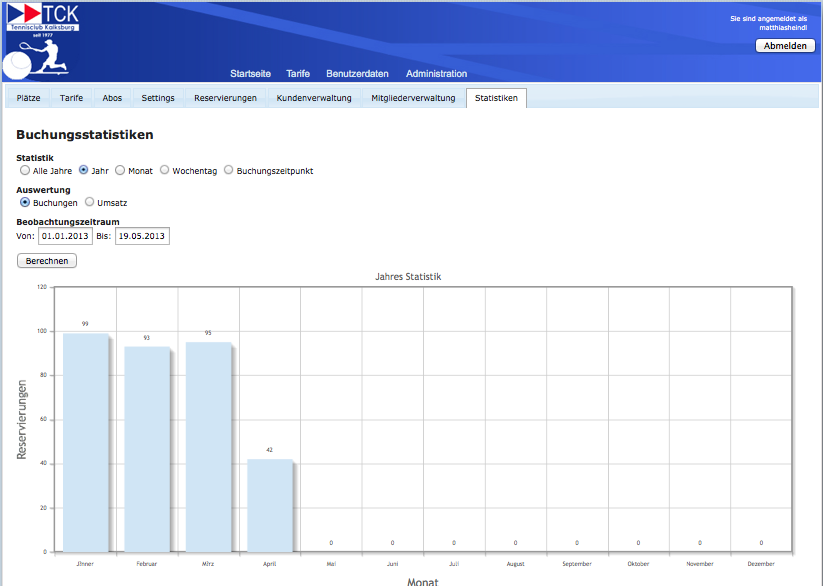 TCK
Tennisclub Kalksburg
seit 1977
Sie sind angemeldet als
matthiasheindl
Abmelden
Startseite Tarife Benutzerdaten Administration
Plätze Tarife Abos Settings Reservierungen Kundenverwaltung Mitgliederverwaltung Statistiken
Buchungsstatistiken
Statistik
Alle Jahre Jahr Monat Wochentag Buchungszeitpunkt
Auswertung
Buchungen Umsatz
Beobachtungszeitraum
Von: 01.01.2013 Bis: 19.05.2013
Berechnen
Jahres Statistik
120
100
80
60
40
20
0
Reservierungen
99 93 95 42 0 0 0 0 0 0 0 0
Jînner Februar Mîrz April Mai Juni Juli August September Oktober November Dezember
Monat